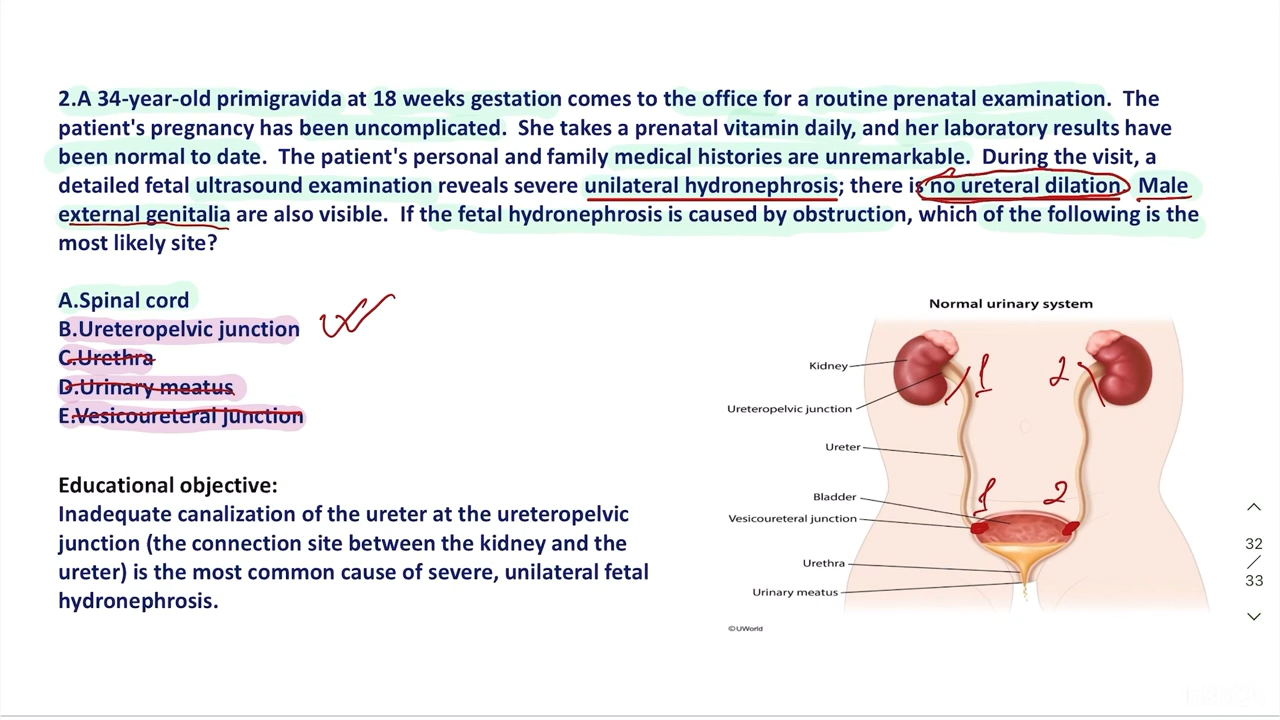 2.A 34-year-old primigravida at 18 weeks gestation comes to the office for a routine prenatal examination. The
patient's pregnancy has been uncomplicated. She takes a prenatal vitamin daily, and her laboratory results have
been normal to date. The patient's personal and family medical histories are unremarkable. During the visit, a
detailed fetal ultrasound examination reveals severe unilateral hydronephrosis; there is no ureteral dilation. Male
external genitalia are also visible. If the fetal hydronephrosis is caused by obstruction, which of the following is the
most likely site?
A.Spinal cord
B.Ureteropelvic junction
C.Urethra
D.Urinary meatus
E.Vesicoureteral junction
Educational objective:
Inadequate canalization of the ureter at the ureteropelvic
junction (the connection site between the kidney and the
ureter) is the most common cause of severe, unilateral fetal
hydronephrosis.
Normal urinary system
Kidney
1 2
Ureteropelvic junction
Ureter
1 2
Bladder
Vesicoureteral junction
Urethra
Urinary meatus
©UWorld
32
/
33